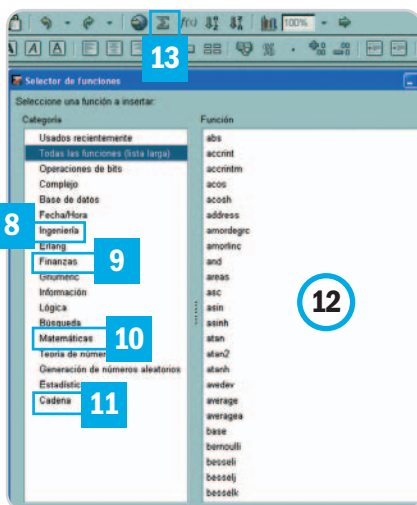 f(x) 100%
A A A
13
Selector de funciones
Seleccione una función a insertar:
Categoría
Usados recientemente
Todas las funciones (lista larga)
Operaciones de bits
Complejo
Base de datos
Fecha/Hora
8
Ingeniería
Erlang
Finanzas
9
Gnumeric
Información
Lógica
Búsqueda
Matemáticas
10
Teoría de númer
Generación de números aleatorios
Estadístic
Cadena
11
Función
abs
accrint
accrintm
acos
acosh
address
amordegrc
amorlinc
and
areas
asc
asin
asinh
atan
atan2
atanh
avedev
average
averagea
base
bernoulli
besseli
besselj
besselk
12